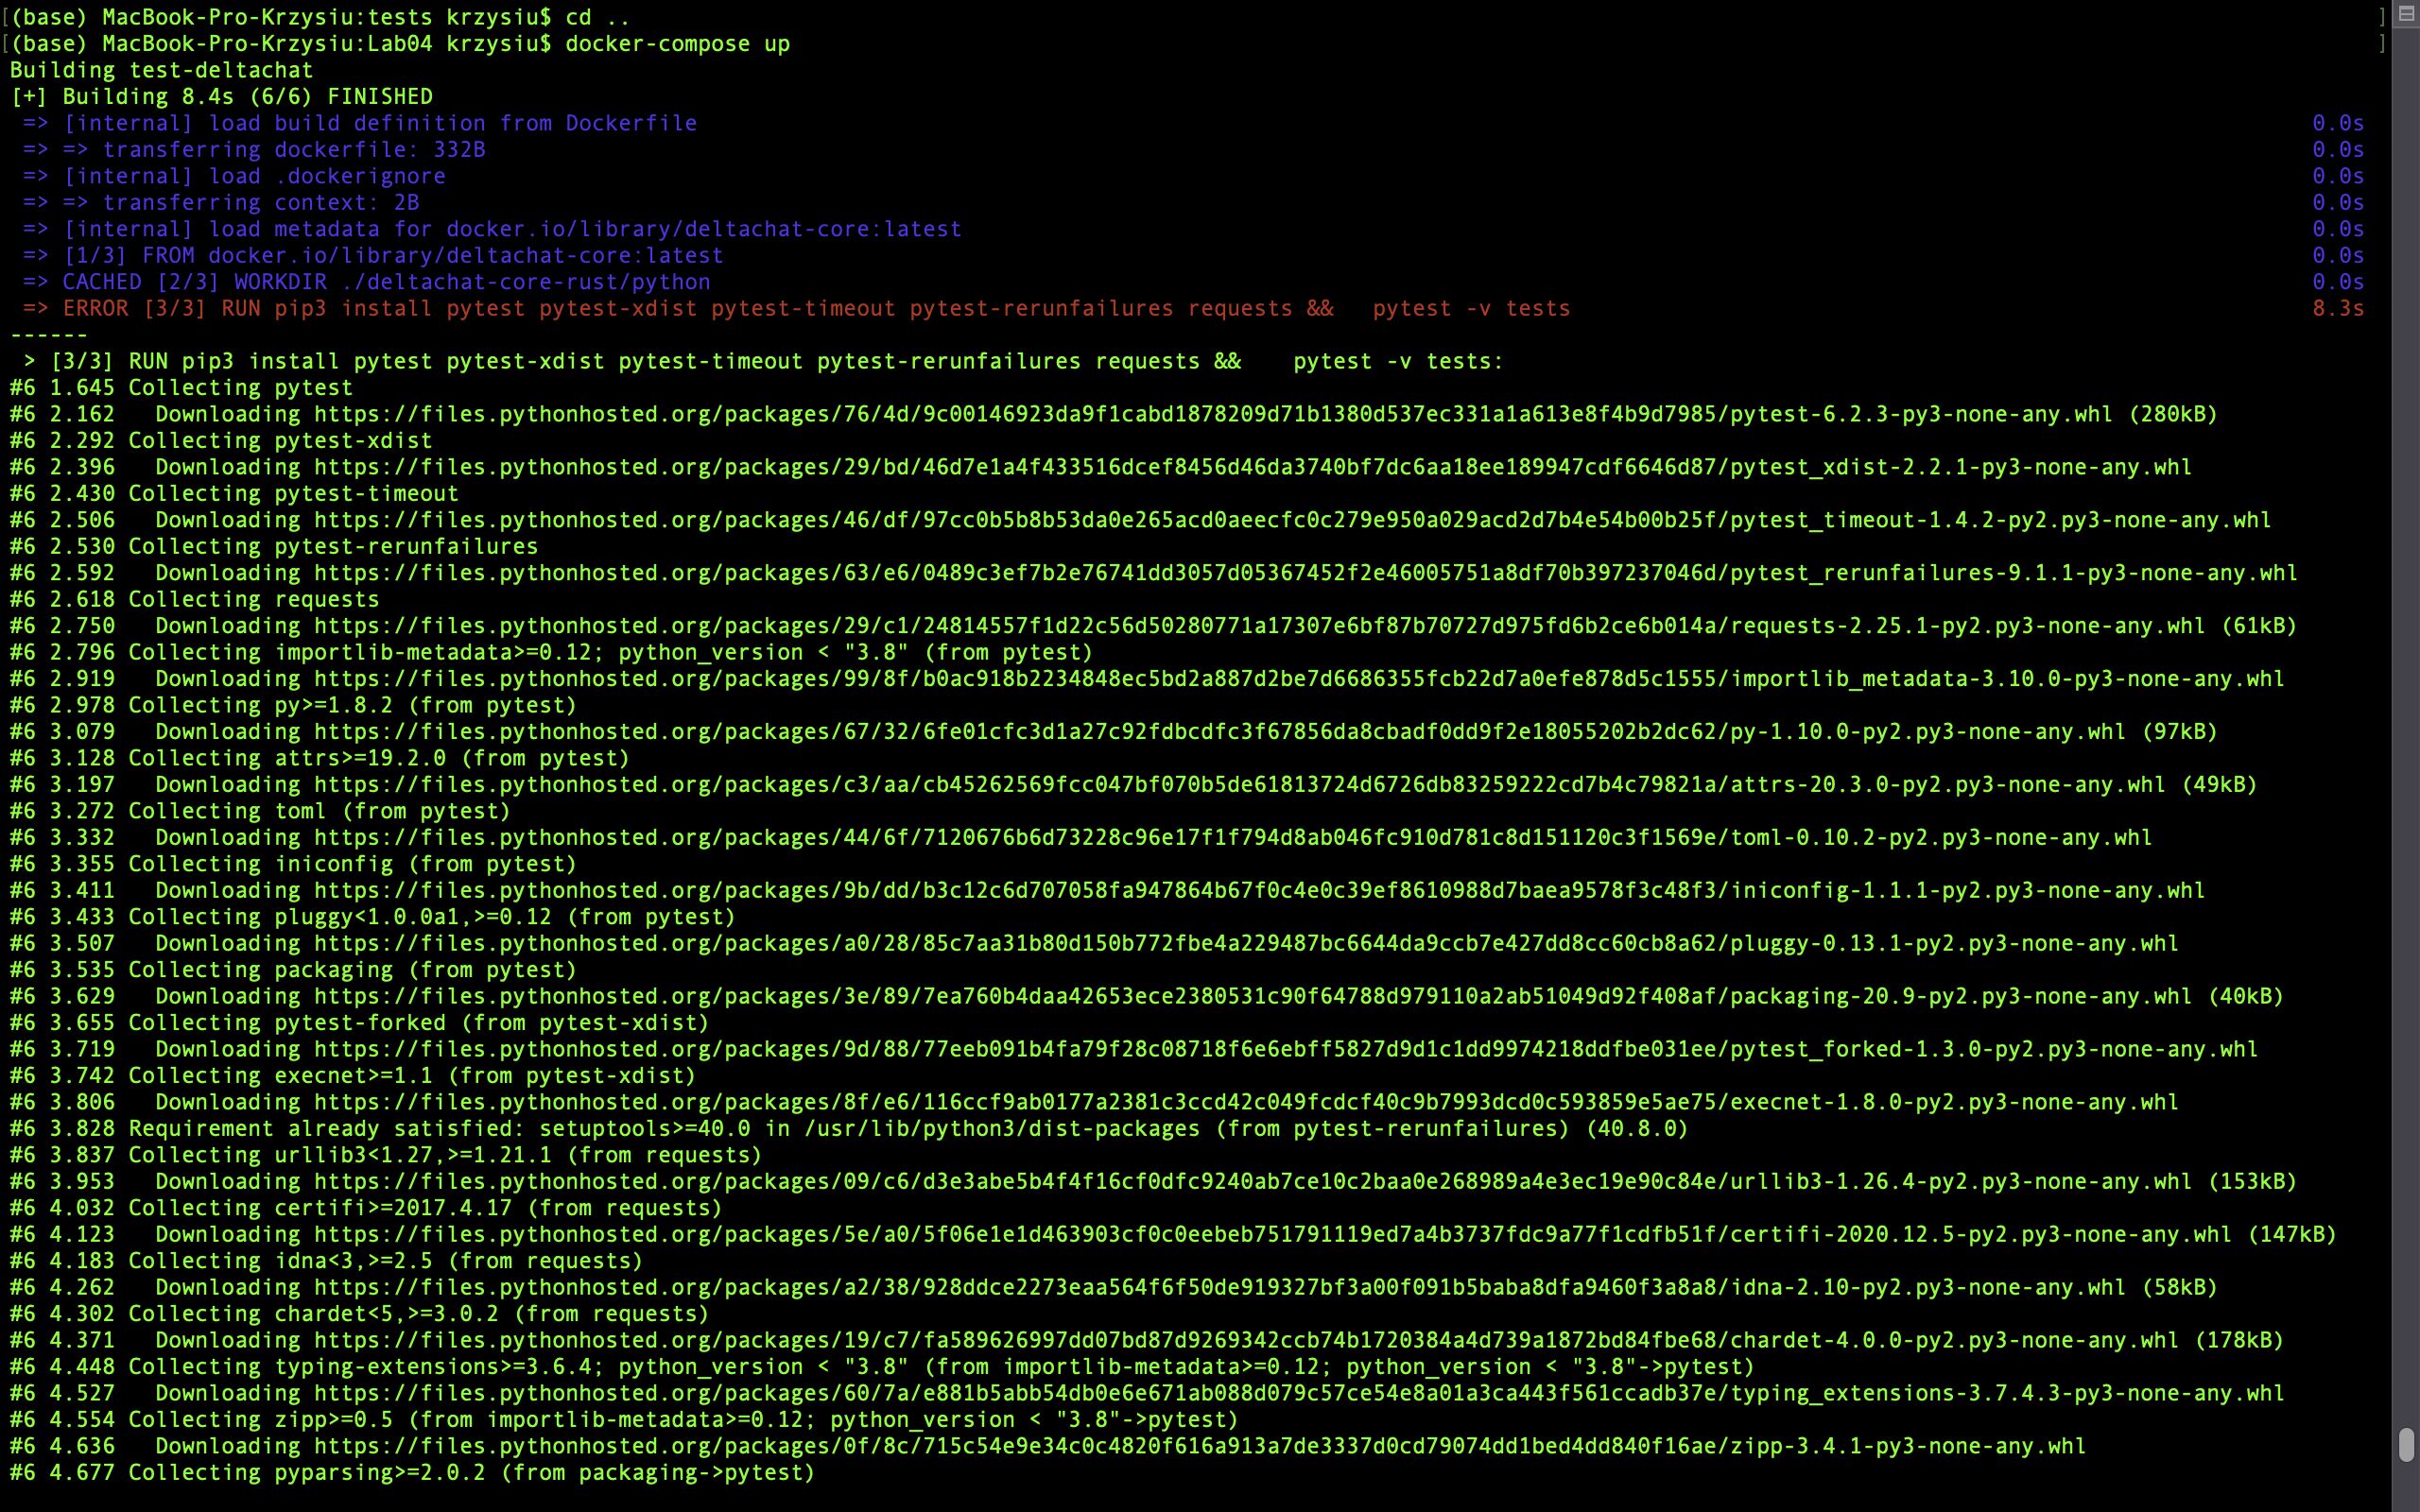 [(base) MacBook-Pro-Krzysiu:tests krzysiu$ cd .. ]
[(base) MacBook-Pro-Krzysiu:Lab04 krzysiu$ docker-compose up ]
Building test-deltachat
[+] Building 8.4s (6/6) FINISHED
 => [internal] load build definition from Dockerfile 0.0s
 => => transferring dockerfile: 332B 0.0s
 => [internal] load .dockerignore 0.0s
 => => transferring context: 2B 0.0s
 => [internal] load metadata for docker.io/library/deltachat-core:latest 0.0s
 => [1/3] FROM docker.io/library/deltachat-core:latest 0.0s
 => CACHED [2/3] WORKDIR ./deltachat-core-rust/python 0.0s
 => ERROR [3/3] RUN pip3 install pytest pytest-xdist pytest-timeout pytest-rerunfailures requests &&   pytest -v tests 8.3s
------
 > [3/3] RUN pip3 install pytest pytest-xdist pytest-timeout pytest-rerunfailures requests &&    pytest -v tests:
#6 1.645 Collecting pytest
#6 2.162   Downloading https://files.pythonhosted.org/packages/76/4d/9c00146923da9f1cabd1878209d71b1380d537ec331a1a613e8f4b9d7985/pytest-6.2.3-py3-none-any.whl (280kB)
#6 2.292 Collecting pytest-xdist
#6 2.396   Downloading https://files.pythonhosted.org/packages/29/bd/46d7e1a4f433516dcef8456d46da3740bf7dc6aa18ee189947cdf6646d87/pytest_xdist-2.2.1-py3-none-any.whl
#6 2.430 Collecting pytest-timeout
#6 2.506   Downloading https://files.pythonhosted.org/packages/46/df/97cc0b5b8b53da0e265acd0aeecfc0c279e950a029acd2d7b4e54b00b25f/pytest_timeout-1.4.2-py2.py3-none-any.whl
#6 2.530 Collecting pytest-rerunfailures
#6 2.592   Downloading https://files.pythonhosted.org/packages/63/e6/0489c3ef7b2e76741dd3057d05367452f2e46005751a8df70b397237046d/pytest_rerunfailures-9.1.1-py3-none-any.whl
#6 2.618 Collecting requests
#6 2.750   Downloading https://files.pythonhosted.org/packages/29/c1/24814557f1d22c56d50280771a17307e6bf87b70727d975fd6b2ce6b014a/requests-2.25.1-py2.py3-none-any.whl (61kB)
#6 2.796 Collecting importlib-metadata>=0.12; python_version < "3.8" (from pytest)
#6 2.919   Downloading https://files.pythonhosted.org/packages/99/8f/b0ac918b2234848ec5bd2a887d2be7d6686355fcb22d7a0efe878d5c1555/importlib_metadata-3.10.0-py3-none-any.whl
#6 2.978 Collecting py>=1.8.2 (from pytest)
#6 3.079   Downloading https://files.pythonhosted.org/packages/67/32/6fe01cfc3d1a27c92fdbcdfc3f67856da8cbadf0dd9f2e18055202b2dc62/py-1.10.0-py2.py3-none-any.whl (97kB)
#6 3.128 Collecting attrs>=19.2.0 (from pytest)
#6 3.197   Downloading https://files.pythonhosted.org/packages/c3/aa/cb45262569fcc047bf070b5de61813724d6726db83259222cd7b4c79821a/attrs-20.3.0-py2.py3-none-any.whl (49kB)
#6 3.272 Collecting toml (from pytest)
#6 3.332   Downloading https://files.pythonhosted.org/packages/44/6f/7120676b6d73228c96e17f1f794d8ab046fc910d781c8d151120c3f1569e/toml-0.10.2-py2.py3-none-any.whl
#6 3.355 Collecting iniconfig (from pytest)
#6 3.411   Downloading https://files.pythonhosted.org/packages/9b/dd/b3c12c6d707058fa947864b67f0c4e0c39ef8610988d7baea9578f3c48f3/iniconfig-1.1.1-py2.py3-none-any.whl
#6 3.433 Collecting pluggy<1.0.0a1,>=0.12 (from pytest)
#6 3.507   Downloading https://files.pythonhosted.org/packages/a0/28/85c7aa31b80d150b772fbe4a229487bc6644da9ccb7e427dd8cc60cb8a62/pluggy-0.13.1-py2.py3-none-any.whl
#6 3.535 Collecting packaging (from pytest)
#6 3.629   Downloading https://files.pythonhosted.org/packages/3e/89/7ea760b4daa42653ece2380531c90f64788d979110a2ab51049d92f408af/packaging-20.9-py2.py3-none-any.whl (40kB)
#6 3.655 Collecting pytest-forked (from pytest-xdist)
#6 3.719   Downloading https://files.pythonhosted.org/packages/9d/88/77eeb091b4fa79f28c08718f6e6ebff5827d9d1c1dd9974218ddfbe031ee/pytest_forked-1.3.0-py2.py3-none-any.whl
#6 3.742 Collecting execnet>=1.1 (from pytest-xdist)
#6 3.806   Downloading https://files.pythonhosted.org/packages/8f/e6/116ccf9ab0177a2381c3ccd42c049fcdcf40c9b7993dcd0c593859e5ae75/execnet-1.8.0-py2.py3-none-any.whl
#6 3.828 Requirement already satisfied: setuptools>=40.0 in /usr/lib/python3/dist-packages (from pytest-rerunfailures) (40.8.0)
#6 3.837 Collecting urllib3<1.27,>=1.21.1 (from requests)
#6 3.953   Downloading https://files.pythonhosted.org/packages/09/c6/d3e3abe5b4f4f16cf0dfc9240ab7ce10c2baa0e268989a4e3ec19e90c84e/urllib3-1.26.4-py2.py3-none-any.whl (153kB)
#6 4.032 Collecting certifi>=2017.4.17 (from requests)
#6 4.123   Downloading https://files.pythonhosted.org/packages/5e/a0/5f06e1e1d463903cf0c0eebeb751791119ed7a4b3737fdc9a77f1cdfb51f/certifi-2020.12.5-py2.py3-none-any.whl (147kB)
#6 4.183 Collecting idna<3,>=2.5 (from requests)
#6 4.262   Downloading https://files.pythonhosted.org/packages/a2/38/928ddce2273eaa564f6f50de919327bf3a00f091b5baba8dfa9460f3a8a8/idna-2.10-py2.py3-none-any.whl (58kB)
#6 4.302 Collecting chardet<5,>=3.0.2 (from requests)
#6 4.371   Downloading https://files.pythonhosted.org/packages/19/c7/fa589626997dd07bd87d9269342ccb74b1720384a4d739a1872bd84fbe68/chardet-4.0.0-py2.py3-none-any.whl (178kB)
#6 4.448 Collecting typing-extensions>=3.6.4; python_version < "3.8" (from importlib-metadata>=0.12; python_version < "3.8"->pytest)
#6 4.527   Downloading https://files.pythonhosted.org/packages/60/7a/e881b5abb54db0e6e671ab088d079c57ce54e8a01a3ca443f561ccadb37e/typing_extensions-3.7.4.3-py3-none-any.whl
#6 4.554 Collecting zipp>=0.5 (from importlib-metadata>=0.12; python_version < "3.8"->pytest)
#6 4.636   Downloading https://files.pythonhosted.org/packages/0f/8c/715c54e9e34c0c4820f616a913a7de3337d0cd79074dd1bed4dd840f16ae/zipp-3.4.1-py3-none-any.whl
#6 4.677 Collecting pyparsing>=2.0.2 (from packaging->pytest)